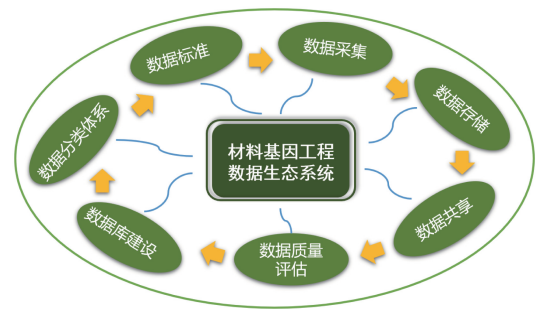 数据标准
数据采集
数据存储
数据分类体系
材料基因工程
数据生态系统
数据共享
数据库建设
数据质量
评估